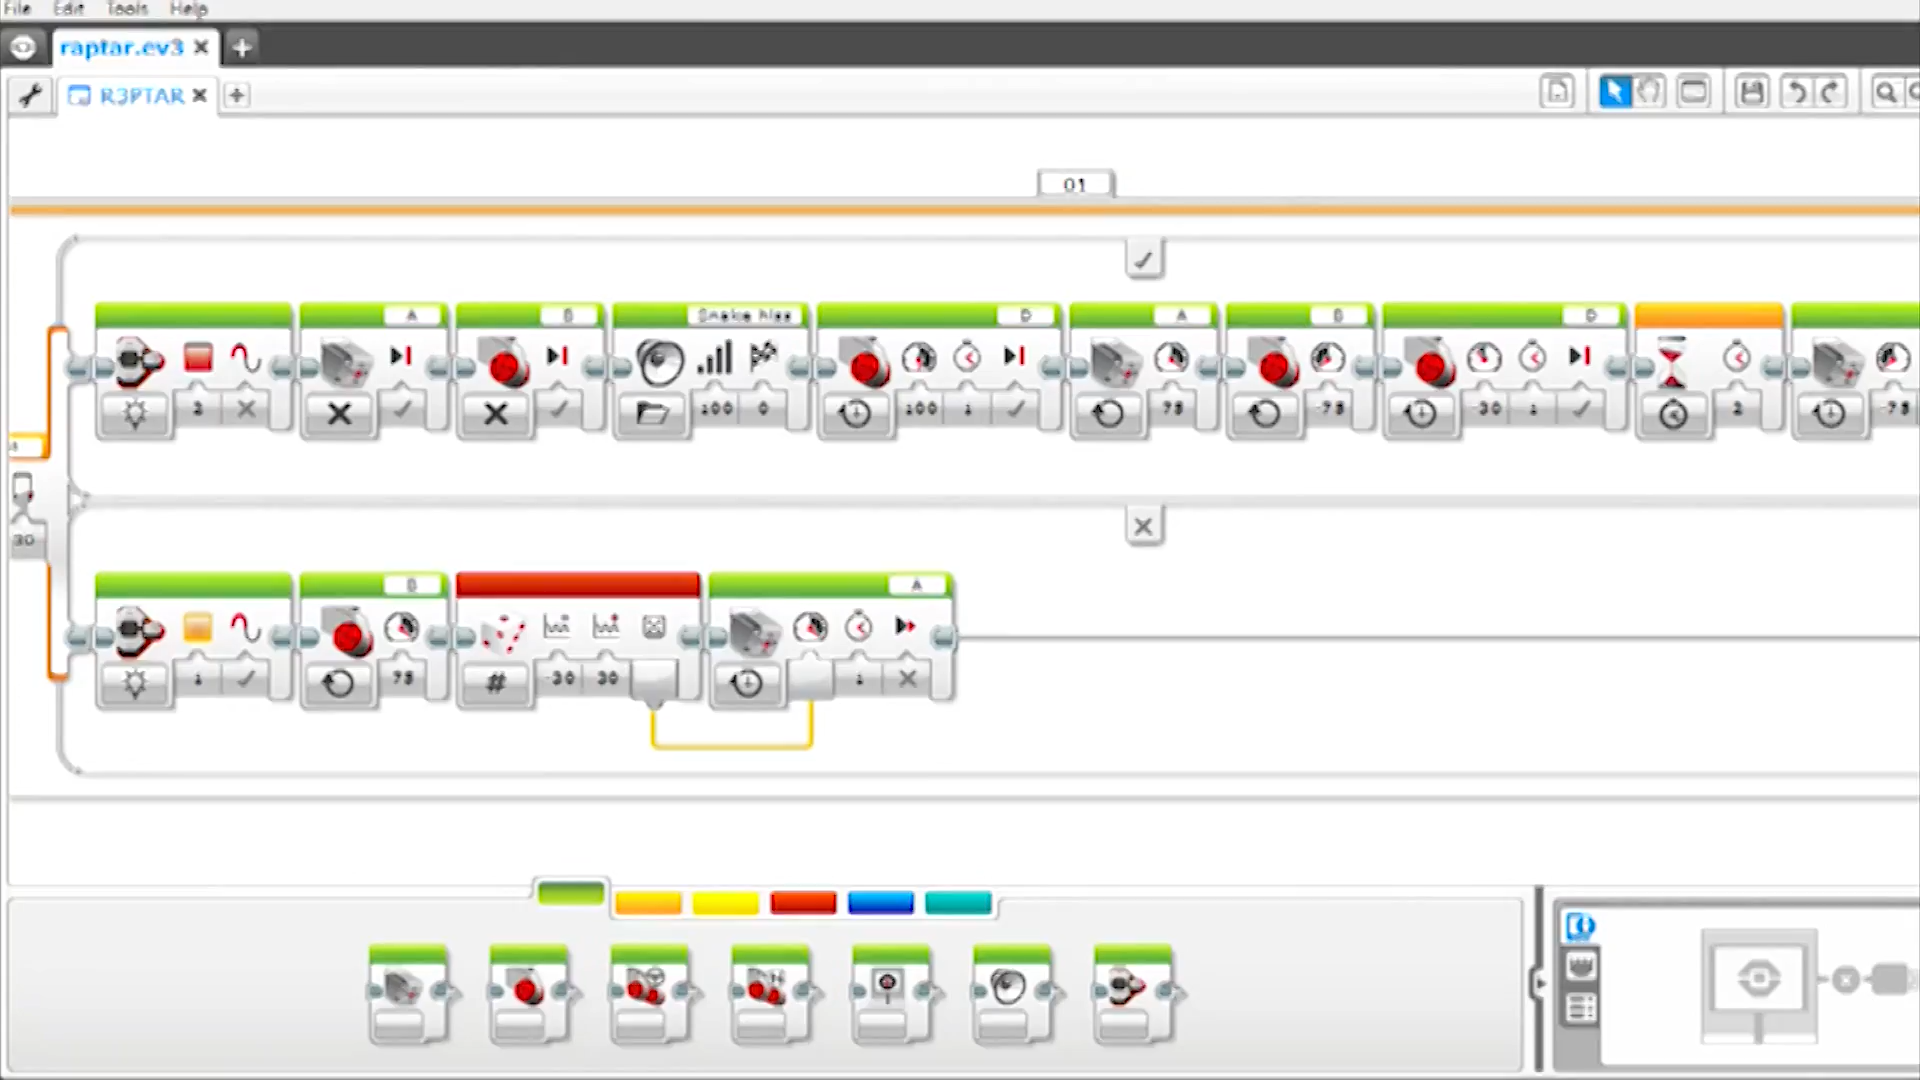 File Edit Tools Help
raptar.ev3
R3PTAR
01
A B Snake hiss D A B D
2 100 0 100 1 75 -75 -30 1 2 -75
30
B A
1 75 -30 30 1